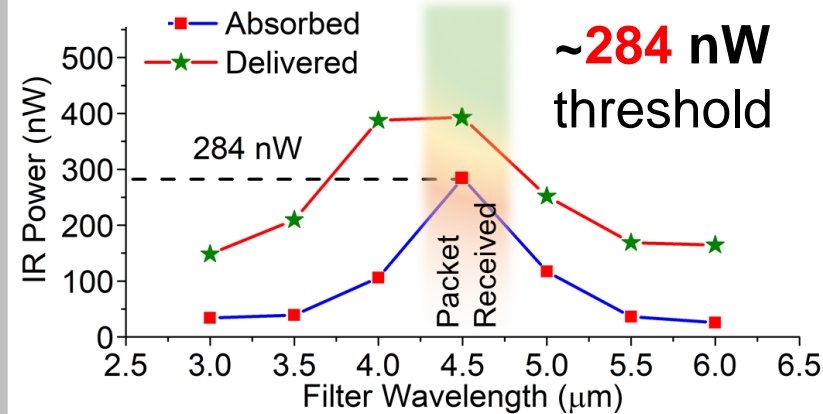 Absorbed
Delivered
~284 nW
threshold
IR Power (nW)
500
400
300
200
100
0
284 nW
Packet
Received
2.5 3.0 3.5 4.0 4.5 5.0 5.5 6.0 6.5
Filter Wavelength (μm)